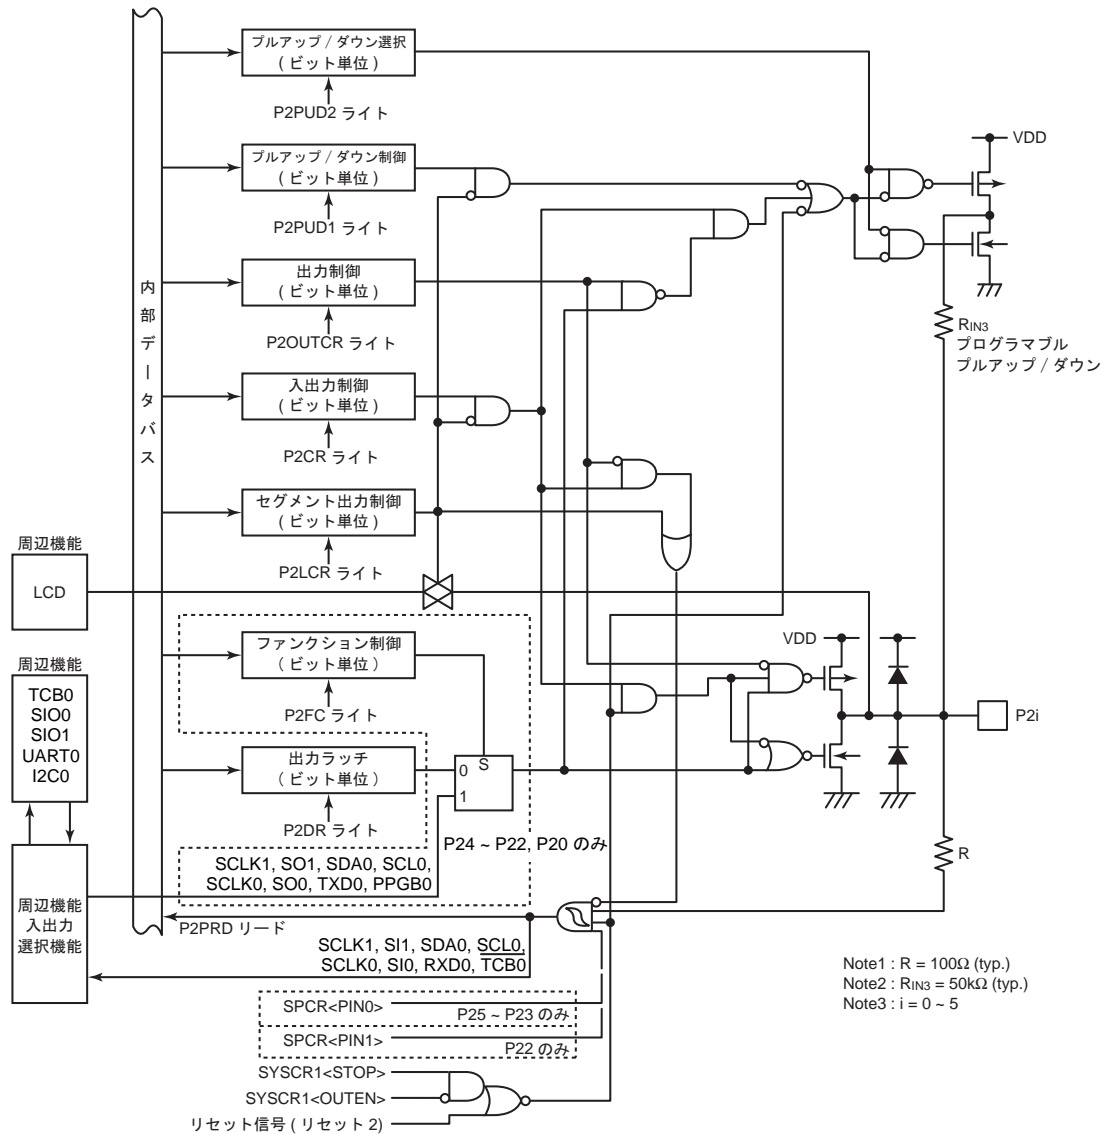 プルアップ / ダウン選択
( ビット単位 )
P2PUD2 ライト
VDD
プルアップ / ダウン制御
( ビット単位 )
P2PUD1 ライト
出力制御
( ビット単位 )
P2OUTCR ライト
内部データバス
RIN3
プログラマブル
プルアップ / ダウン
入出力制御
( ビット単位 )
P2CR ライト
セグメント出力制御
( ビット単位 )
P2LCR ライト
周辺機能
LCD
ファンクション制御
( ビット単位 )
P2FC ライト
VDD
P2i
周辺機能
TCB0
SIO0
SIO1
UART0
I2C0
出力ラッチ
( ビット単位 )
P2DR ライト
S
0
1
P24 ~ P22, P20 のみ
SCLK1, SO1, SDA0, SCL0,
SCLK0, SO0, TXD0, PPGB0
R
周辺機能
入出力
選択機能
P2PRD リード
SCLK1, SI1, SDA0, SCL0,
SCLK0, SI0, RXD0, TCB0
SPCR<PIN0>
P25 ~ P23 のみ
SPCR<PIN1>
P22 のみ
SYSCR1<STOP>
SYSCR1<OUTEN>
リセット信号 ( リセット 2)
Note1 : R = 100Ω (typ.)
Note2 : RIN3 = 50kΩ (typ.)
Note3 : i = 0 ~ 5